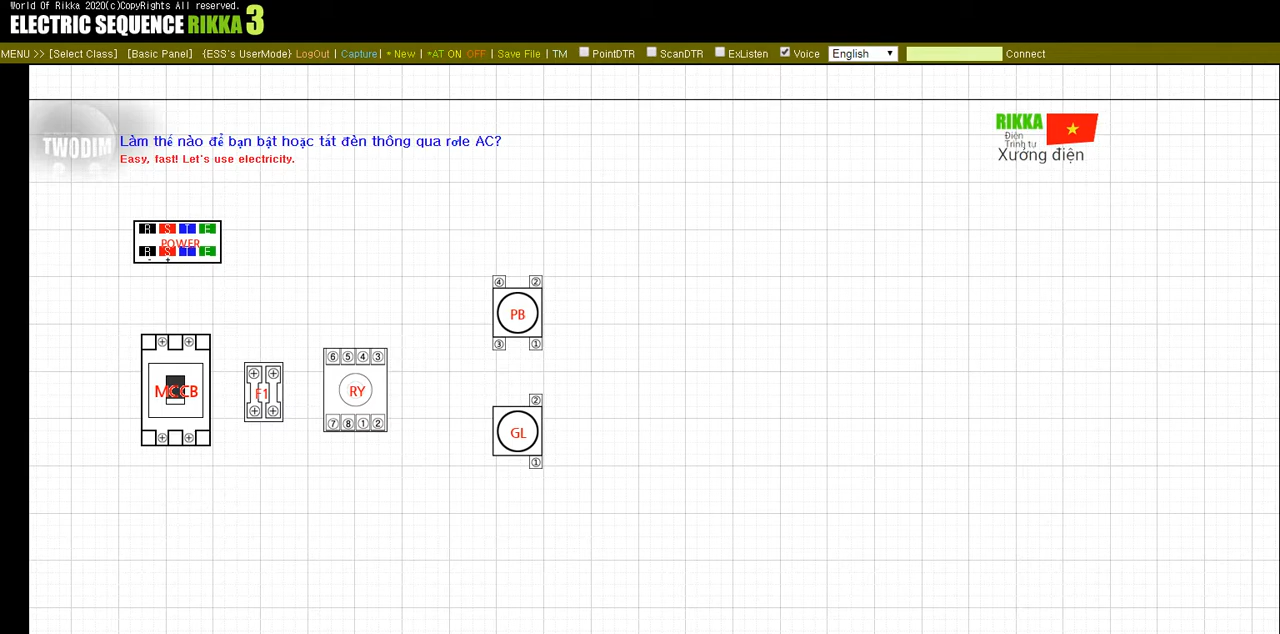 World Of Rikka 2020(c)CopyRights All reserved.
ELECTRIC SEQUENCE RIKKA 3
MENU >> [Select Class] [Basic Panel] {ESS's UserMode} LogOut | Capture | * New | *AT ON OFF | Save File | TM PointDTR ScanDTR ExListen Voice English Connect
TWODIM
Làm thế nào để bạn bật hoặc tắt đèn thông qua rơle AC?
Easy, fast! Let's use electricity.
RIKKA
Điện
Trình tự
Xưởng điện
R S T E
POWER
R S T E
- +
④ ②
PB
③ ①
MCCB
F1
⑥ ⑤ ④ ③
RY
⑦ ⑧ ① ②
②
GL
①